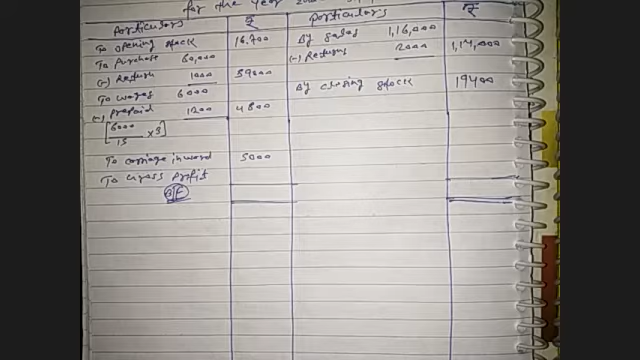 for the Year
Particulars ₹ Particulars ₹
To opening stock 16,700 By sales 1,16,000
To purchase 60,000 (-) Returns 2000 1,14,000
(-) Return 1000 59000
To wages 6000 By closing stock 19400
(-) prepaid 1200 4800
[6000/15 x3]
To carriage inward 5000
To Gross Profit
B/F